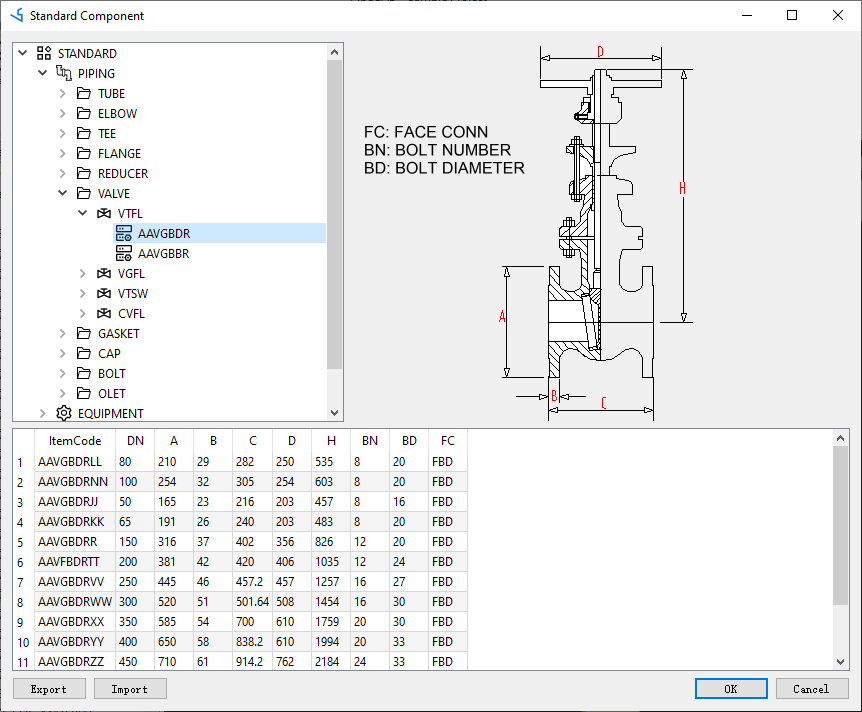 Standard Component
STANDARD
PIPING
TUBE
ELBOW
TEE
FLANGE
REDUCER
VALVE
VTFL
AAVGBDR
AAVGBBR
VGFL
VTSW
CVFL
GASKET
CAP
BOLT
OLET
EQUIPMENT
FC: FACE CONN
BN: BOLT NUMBER
BD: BOLT DIAMETER
D
H
A
B
C
ItemCode DN A B C D H BN BD FC
1 AAVGBDRLL 80 210 29 282 250 535 8 20 FBD
2 AAVGBDRNN 100 254 32 305 254 603 8 20 FBD
3 AAVGBDRJJ 50 165 23 216 203 457 8 16 FBD
4 AAVGBDRKK 65 191 26 240 203 483 8 20 FBD
5 AAVGBDRR 150 316 37 402 356 826 12 20 FBD
6 AAVFBDRTT 200 381 42 420 406 1035 12 24 FBD
7 AAVGBDRVV 250 445 46 457.2 457 1257 16 27 FBD
8 AAVGBDRWW 300 520 51 501.64 508 1454 16 30 FBD
9 AAVGBDRXX 350 585 54 700 610 1759 20 30 FBD
10 AAVGBDRYY 400 650 58 838.2 610 1994 20 33 FBD
11 AAVGBDRZZ 450 710 61 914.2 762 2184 24 33 FBD
Export Import OK Cancel